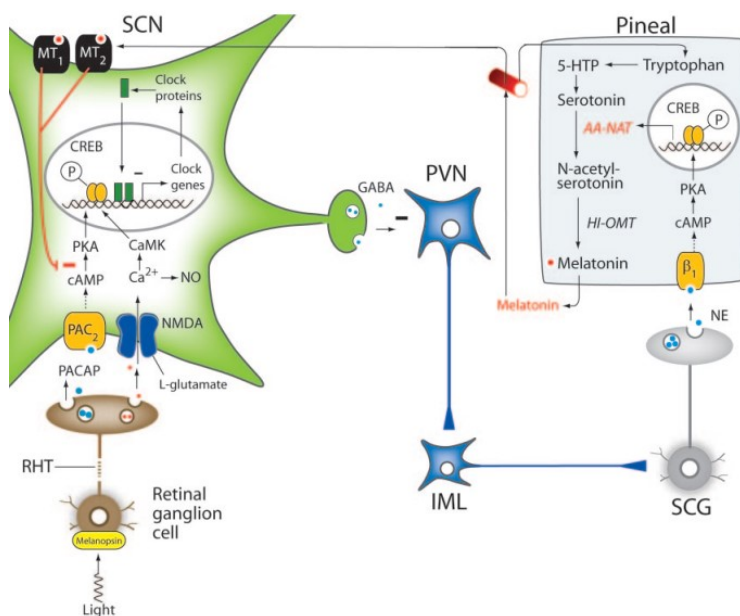 SCN
MT1
MT2
Clock
proteins
CREB
P
Clock
genes
PKA
CaMK
cAMP
Ca2+
NO
PAC2
NMDA
PACAP
L-glutamate
RHT
Retinal
ganglion
cell
Melanopsin
Light
GABA
PVN
IML
SCG
NE
β1
Pineal
5-HTP
Tryptophan
Serotonin
CREB
P
AA-NAT
N-acetyl-
serotonin
PKA
HI-OMT
cAMP
Melatonin
Melatonin